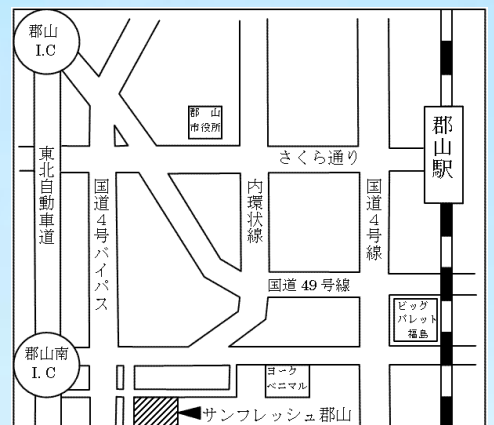 郡山
I.C
郡　山
市役所
郡山駅
さくら通り
東北自動車道
国道４号バイパス
内環状線
国道４号線
国道 49 号線
ビッグ
パレット
福島
郡山南
I. C
ヨーク
ベニマル
サンフレッシュ郡山